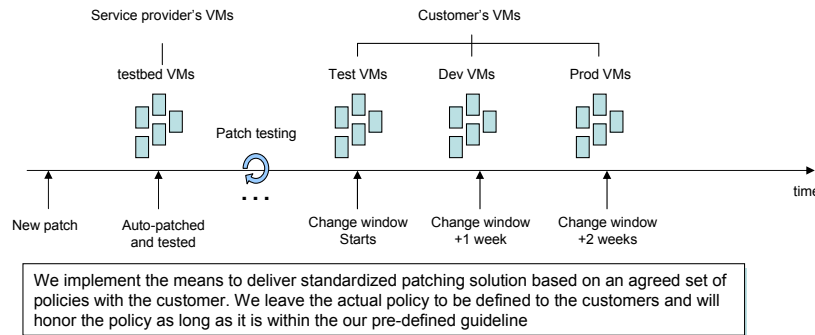 Service provider's VMs
Customer's VMs
testbed VMs
Test VMs
Dev VMs
Prod VMs
Patch testing
...
time
New patch
Auto-patched
and tested
Change window
Starts
Change window
+1 week
Change window
+2 weeks
We implement the means to deliver standardized patching solution based on an agreed set of
policies with the customer. We leave the actual policy to be defined to the customers and will
honor the policy as long as it is within the our pre-defined guideline